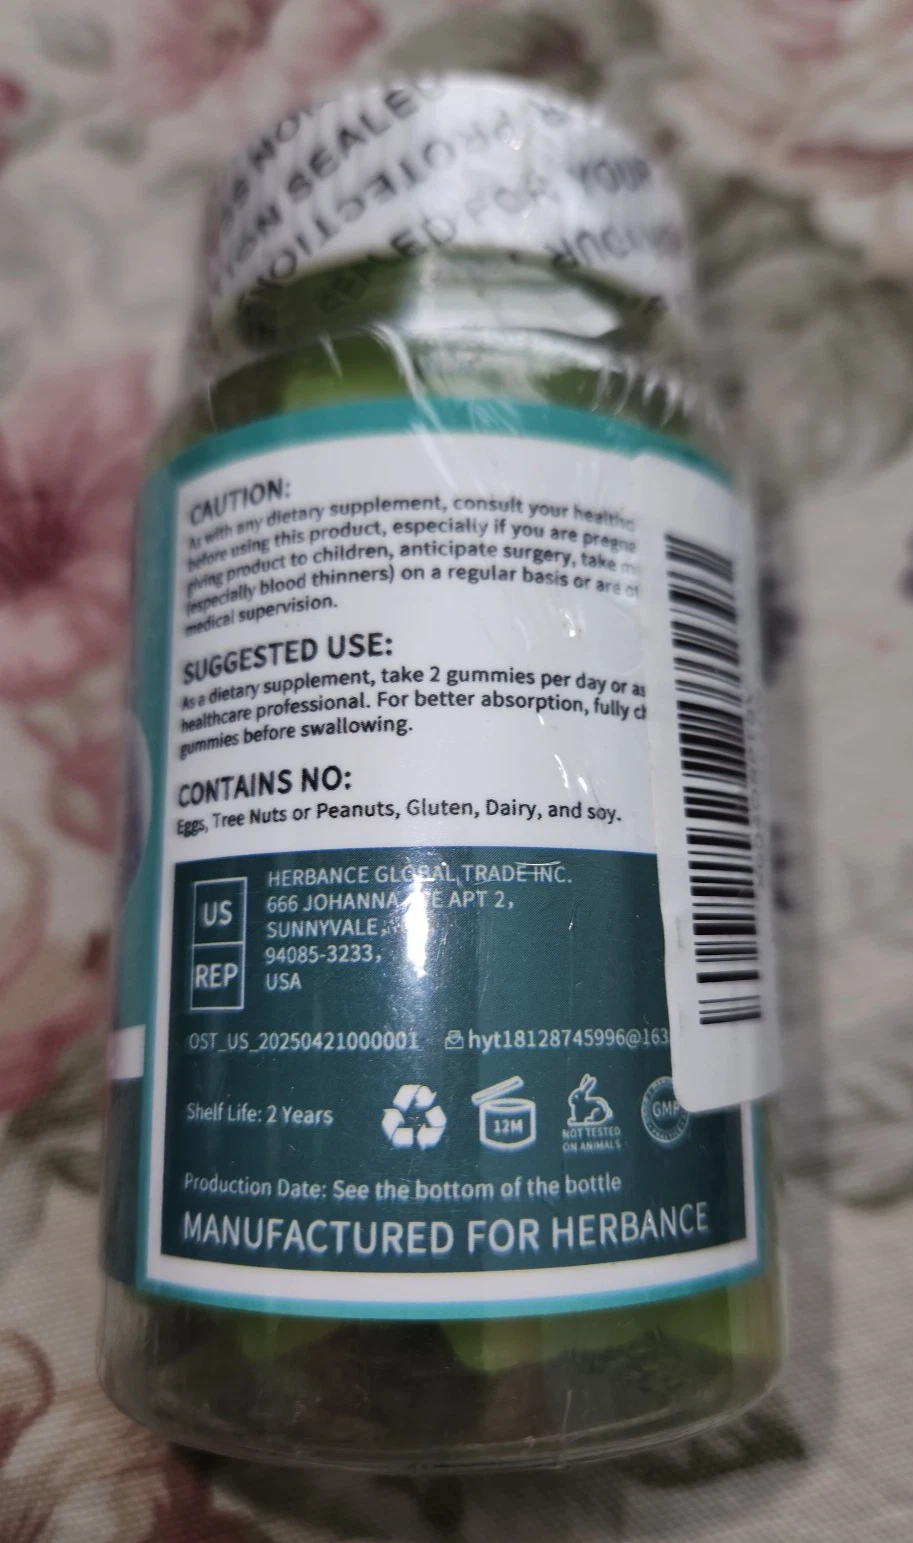 SEALED FOR YOUR
CAUTION:
As with any dietary supplement, consult your
before using this product, especially if you are
giving product to children, anticipate surgery, take
(especially blood thinners) on a regular basis or are
medical supervision.
SUGGESTED USE:
As a dietary supplement, take 2 gummies per day or as
healthcare professional. For better absorption, fully
gummies before swallowing.
CONTAINS NO:
Eggs, Tree Nuts or Peanuts, Gluten, Dairy, and soy.
US
REP
HERBANCE GLOBAL TRADE INC.
666 JOHANNA APT 2,
SUNNYVALE,
94085-3233,
USA
OST_US_20250421000001 hyt18128745996@163
Shelf Life: 2 Years
12M
NOT TESTED
ON ANIMALS
GMP
Production Date: See the bottom of the bottle
MANUFACTURED FOR HERBANCE